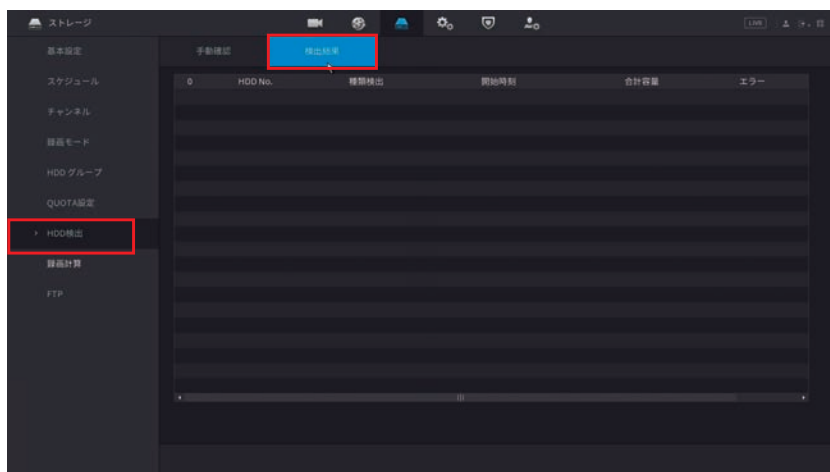 ストレージ
LIVE
基本設定
手動確認 検出結果
スケジュール
0 HDD No. 種類検出 開始時刻 合計容量 エラー
チャンネル
録画モード
HDD グループ
QUOTA設定
HDD検出
録画計算
FTP